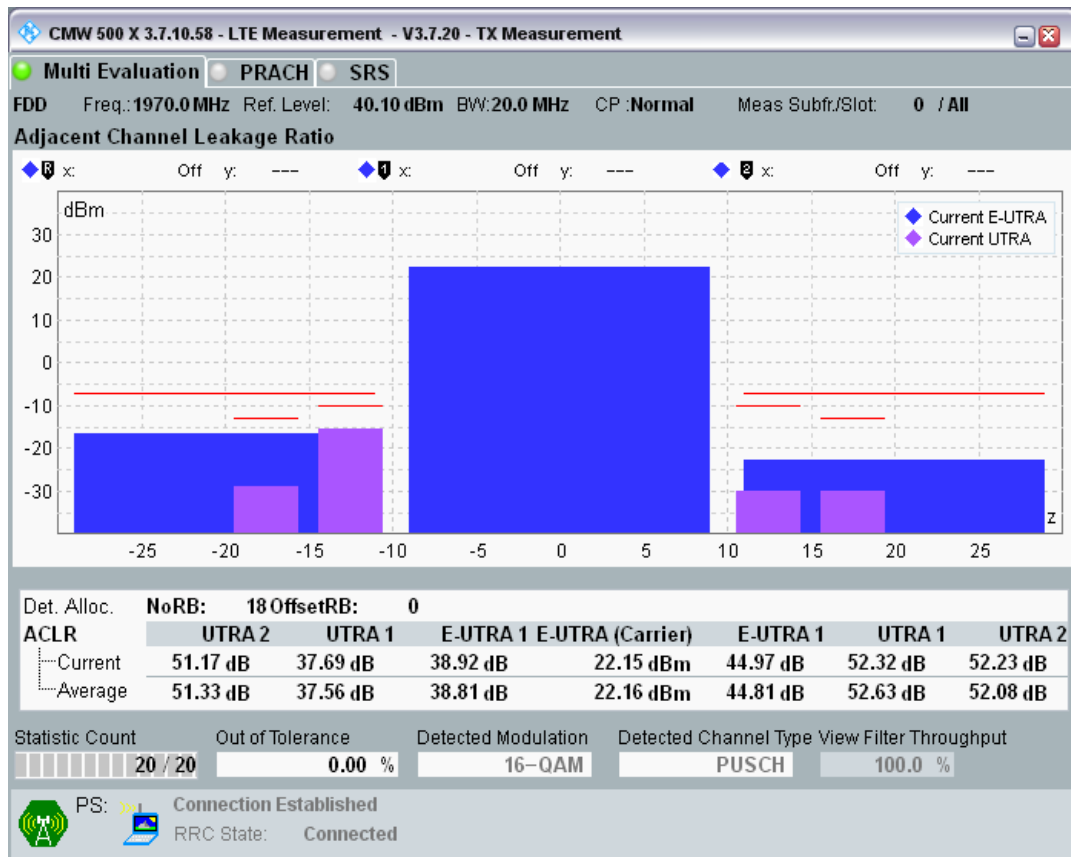 CMW 500 X 3.7.10.58 - LTE Measurement - V3.7.20 - TX Measurement
Multi Evaluation PRACH SRS
FDD Freq.:1970.0 MHz Ref. Level: 40.10 dBm BW:20.0 MHz CP :Normal Meas Subfr./Slot: 0 / All
Adjacent Channel Leakage Ratio
R x: Off y: --- 1 x: Off y: --- 2 x: Off y: ---
dBm
Current E-UTRA
Current UTRA
30
20
10
0
-10
-20
-30
z
-25 -20 -15 -10 -5 0 5 10 15 20 25
Det. Alloc. NoRB: 18 OffsetRB: 0
ACLR UTRA 2 UTRA 1 E-UTRA 1 E-UTRA (Carrier) E-UTRA 1 UTRA 1 UTRA 2
Current 51.17 dB 37.69 dB 38.92 dB 22.15 dBm 44.97 dB 52.32 dB 52.23 dB
Average 51.33 dB 37.56 dB 38.81 dB 22.16 dBm 44.81 dB 52.63 dB 52.08 dB
Statistic Count Out of Tolerance Detected Modulation Detected Channel Type View Filter Throughput
20 / 20 0.00 % 16-QAM PUSCH 100.0 %
PS: Connection Established
RRC State: Connected